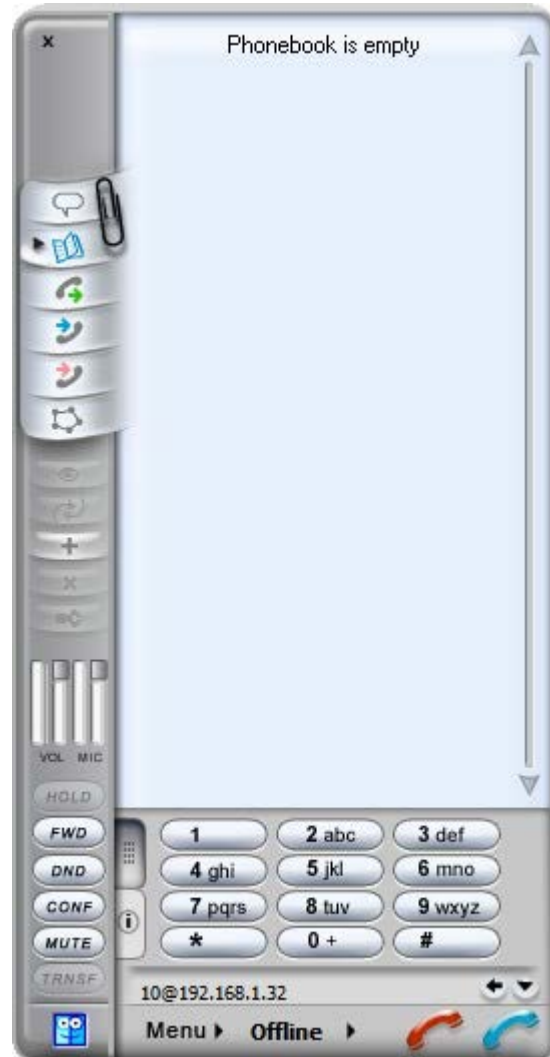 x
Phonebook is empty
VOL MIC
HOLD
FWD
DND
CONF
MUTE
TRNSF
1 2 abc 3 def
4 ghi 5 jkl 6 mno
7 pqrs 8 tuv 9 wxyz
* 0 + #
i
10@192.168.1.32
Menu Offline